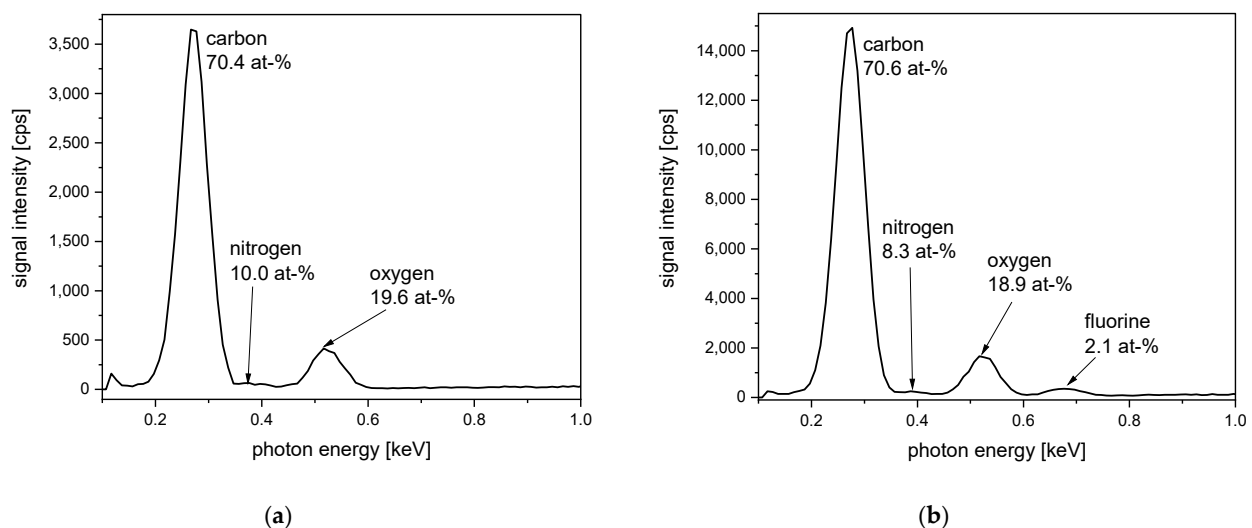 3,500
3,000
2,500
2,000
1,500
1,000
500
0
signal intensity [cps]
carbon
70.4 at-%
nitrogen
10.0 at-%
oxygen
19.6 at-%
0.2 0.4 0.6 0.8 1.0
photon energy [keV]
(a)
14,000
12,000
10,000
8,000
6,000
4,000
2,000
0
signal intensity [cps]
carbon
70.6 at-%
nitrogen
8.3 at-%
oxygen
18.9 at-%
fluorine
2.1 at-%
0.2 0.4 0.6 0.8 1.0
photon energy [keV]
(b)